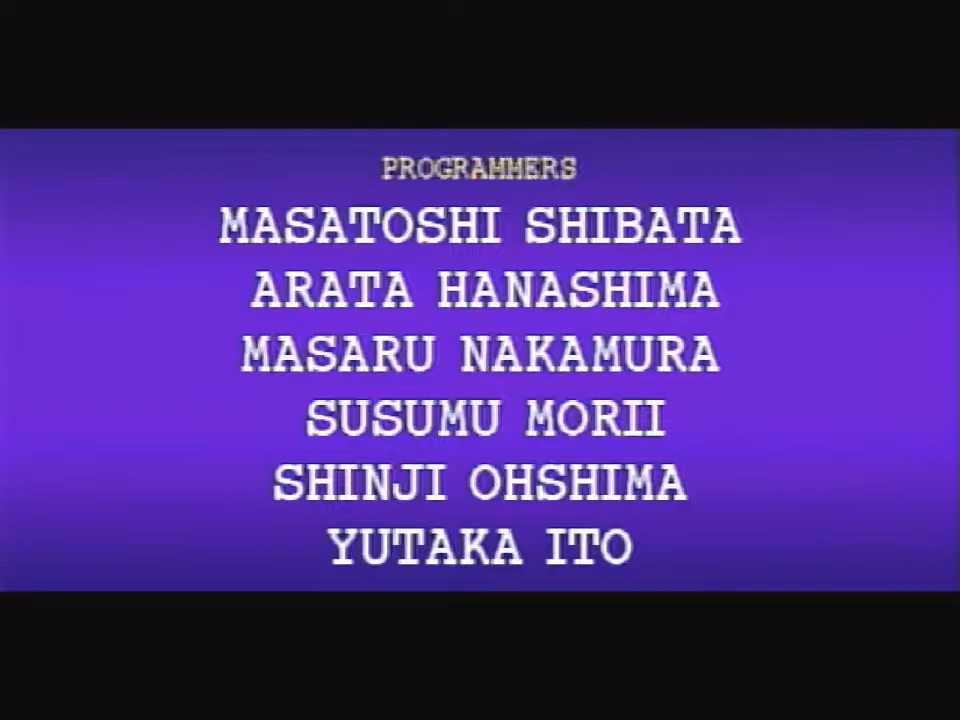 PROGRAMMERS
MASATOSHI SHIBATA
ARATA HANASHIMA
MASARU NAKAMURA
SUSUMU MORII
SHINJI OHSHIMA
YUTAKA ITO